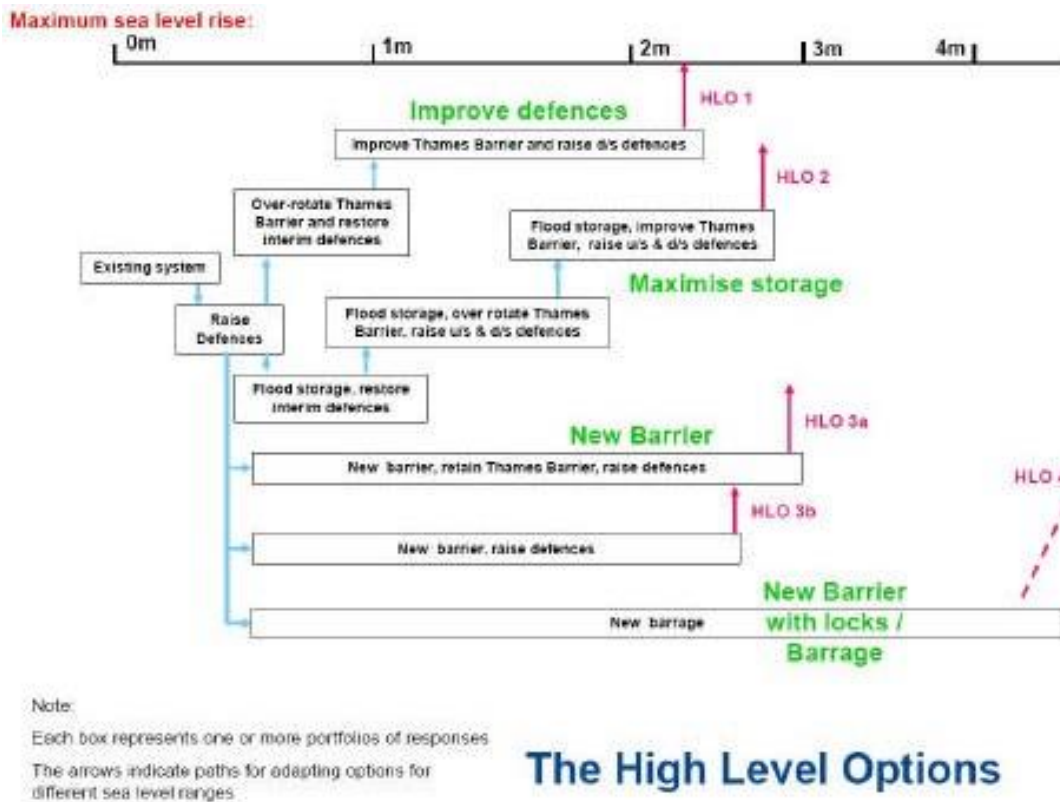 Maximum sea level rise:
0m 1m 2m 3m 4m
HLO 1
Improve defences
Improve Thames Barrier and raise d/s defences
HLO 2
Over-rotate Thames
Barrier and restore
interim defences
Flood storage, improve Thames
Barrier, raise u/s & d/s defences
Existing system
Maximise storage
Raise
Defences
Flood storage, over rotate Thames
Barrier, raise u/s & d/s defences
Flood storage, restore
interim defences
HLO 3a
New Barrier
New barrier, retain Thames Barrier, raise defences
HLO
HLO 3b
New barrier, raise defences
New Barrier
with locks /
Barrage
New barrage
Note:
Each box represents one or more portfolios of responses
The arrows indicate paths for adapting options for
different sea level ranges
The High Level Options